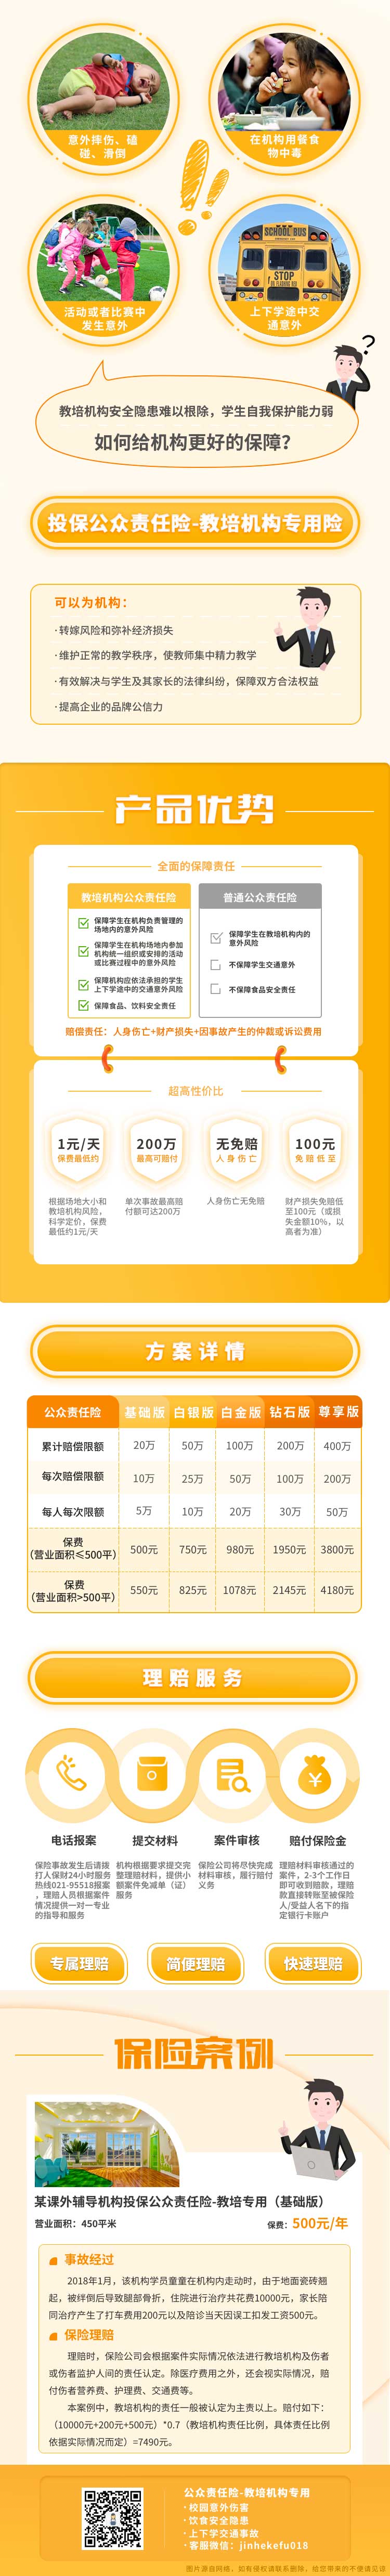 意外摔伤、磕
碰、滑倒
在机构用餐食
物中毒
活动或者比赛中
发生意外
SCHOOL BUS
STOP
上下学途中交
通意外
?
教培机构安全隐患难以根除，学生自我保护能力弱
如何给机构更好的保障?
投保公众责任险-教培机构专用险
可以为机构：
·转嫁风险和弥补经济损失
·维护正常的教学秩序，使教师集中精力教学
·有效解决与学生及其家长的法律纠纷，保障双方合法权益
·提高企业的品牌公信力
产品优势
全面的保障责任
教培机构公众责任险
保障学生在机构负责管理的
场地内的意外风险
保障学生在机构场地内参加
机构统一组织或安排的活动
或比赛过程中的意外风险
保障机构应依法承担的学生
上下学途中的交通意外风险
保障食品、饮料安全责任
普通公众责任险
保障学生在教培机构内的
意外风险
不保障学生交通意外
不保障食品安全责任
赔偿责任：人身伤亡+财产损失+因事故产生的仲裁或诉讼费用
超高性价比
1元/天
保费最低约
根据场地大小和
教培机构风险，
科学定价，保费
最低约1元/天
200万
最高可赔付
单次事故最高赔
付额可达200万
无免赔
人身伤亡
人身伤亡无免赔
100元
免赔低至
财产损失免赔低
至100元（或损
失金额10%，以
高者为准）
方案详情
公众责任险 基础版 白银版 白金版 钻石版 尊享版
累计赔偿限额 20万 50万 100万 200万 400万
每次赔偿限额 10万 25万 50万 100万 200万
每人每次限额 5万 10万 20万 30万 50万
保费
（营业面积≤500平） 500元 750元 980元 1950元 3800元
保费
（营业面积>500平） 550元 825元 1078元 2145元 4180元
理赔服务
电话报案
保险事故发生后请拨
打人保财24小时服务
热线021-95518报案
，理赔人员根据案件
情况提供一对一专业
的指导和服务
提交材料
机构根据要求提交完
整理赔材料，提供小
额案件免减单（证）
服务
案件审核
保险公司将尽快完成
材料审核，履行赔付
义务
赔付保险金
理赔材料审核通过的
案件，2-3个工作日
即可收到赔款，理赔
款直接转账至被保险
人/受益人名下的指
定银行卡账户
专属理赔
简便理赔
快速理赔
保险案例
某课外辅导机构投保公众责任险-教培专用（基础版）
营业面积：450平米
保费：500元/年
事故经过
2018年1月，该机构学员童童在机构内走动时，由于地面瓷砖翘
起，被绊倒后导致腿部骨折，住院进行治疗共花费10000元，家长陪
同治疗产生了打车费用200元以及陪诊当天因误工扣发工资500元。
保险理赔
理赔时，保险公司会根据案件实际情况依法进行教培机构及伤者
或伤者监护人间的责任认定。除医疗费用之外，还会视实际情况，赔
付伤者营养费、护理费、交通费等。
本案例中，教培机构的责任一般被认定为主责以上。赔付如下：
（10000元+200元+500元）*0.7（教培机构责任比例，具体责任比例
依据实际情况而定）=7490元。
公众责任险-教培机构专用
·校园意外伤害
·饮食安全隐患
·上下学交通事故
·客服微信：jinhekefu018
图片源自网络，如有侵权请联系删除，给您带来的不便请见谅